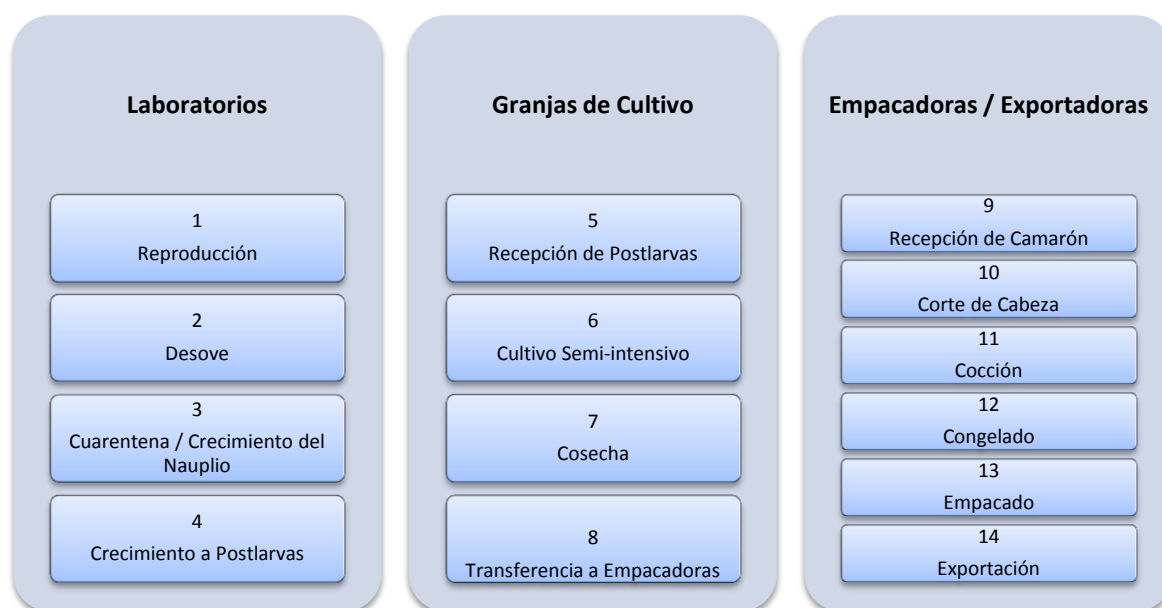 Laboratorios
1
Reproducción
2
Desove
3
Cuarentena / Crecimiento del
Nauplio
4
Crecimiento a Postlarvas
Granjas de Cultivo
5
Recepción de Postlarvas
6
Cultivo Semi-intensivo
7
Cosecha
8
Transferencia a Empacadoras
Empacadoras / Exportadoras
9
Recepción de Camarón
10
Corte de Cabeza
11
Cocción
12
Congelado
13
Empacado
14
Exportación